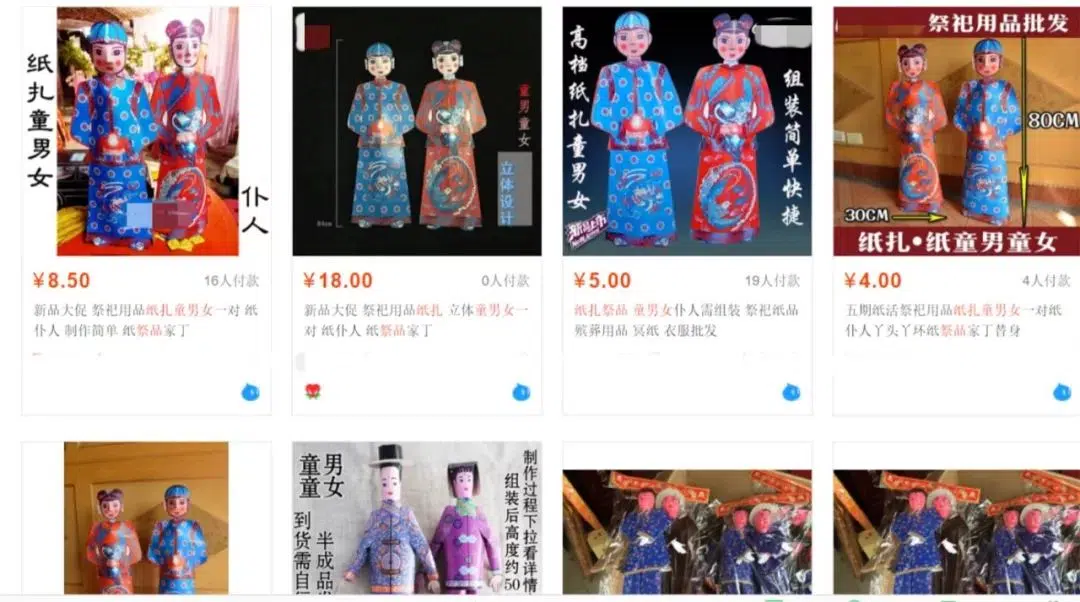 纸扎童男女
仆人
童男童女
立体设计
高档纸扎童男女
组装简单快捷
祭祀用品批发
80CM
30CM
纸扎•纸童男童女
¥8.50
16人付款
新品大促 祭祀用品纸扎童男女一对 纸
仆人 制作简单 纸祭品家丁
¥18.00
0人付款
新品大促 祭祀用品纸扎 立体童男女一
对 纸仆人 纸祭品家丁
¥5.00
19人付款
纸扎祭品 童男女仆人需组装 祭祀纸品
殡葬用品 冥纸 衣服批发
¥4.00
4人付款
五期纸活祭祀用品纸扎童男女一对纸
仆人丫头丫坏纸祭品家丁替身
童男
童女
到货需自行
半成品发
制作过程下拉看详情
组装后高度约50